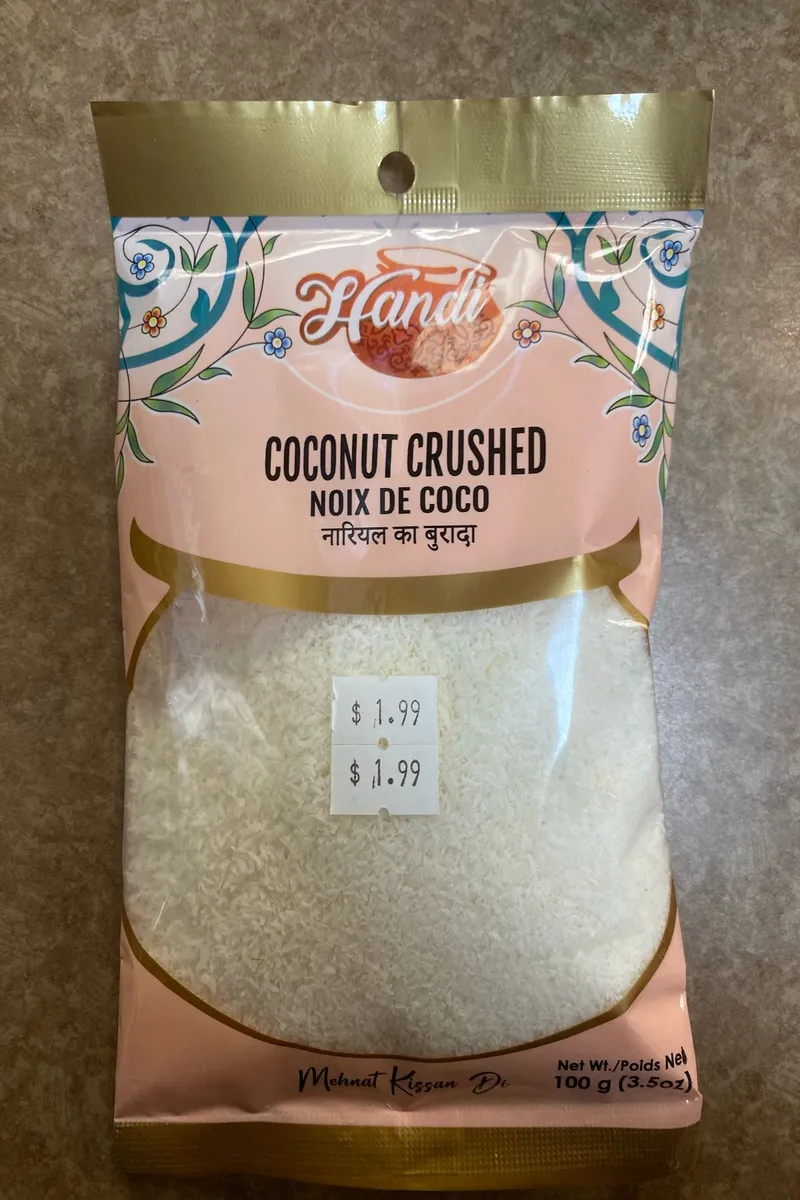 Handi
COCONUT CRUSHED
NOIX DE COCO
नारियल का बुरादा
$ 1.99
$ 1.99
Mehnat Kissan Di
Net Wt./Poids Net
100 g (3.5oz)